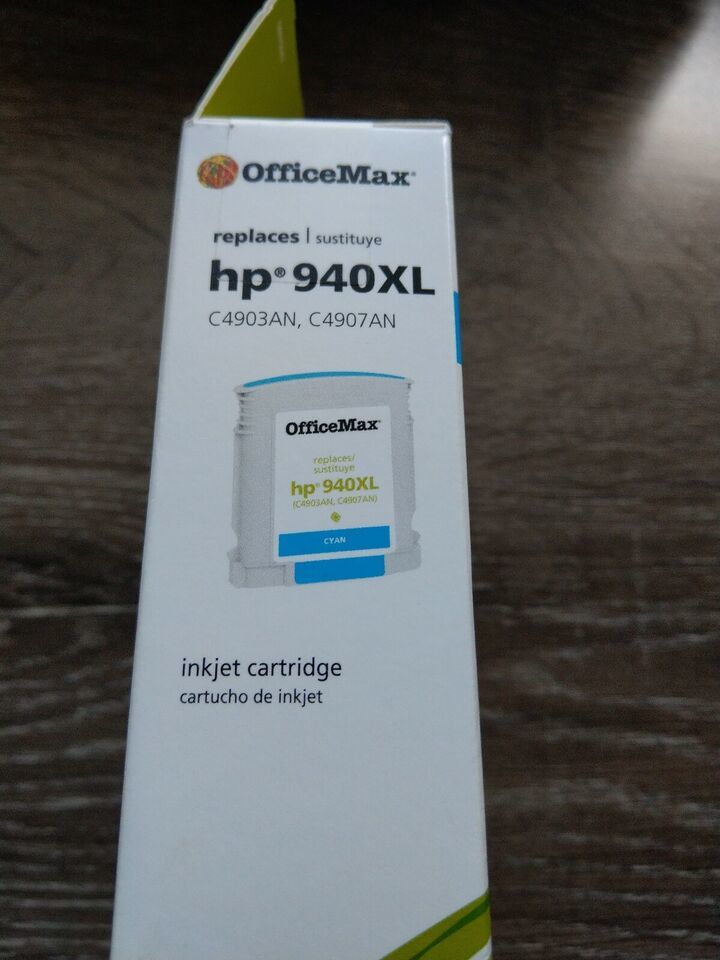 OfficeMax®
replaces | sustituye
hp® 940XL
C4903AN, C4907AN
OfficeMax®
replaces/
sustituye
hp® 940XL
(C4903AN, C4907AN)
CYAN
inkjet cartridge
cartucho de inkjet